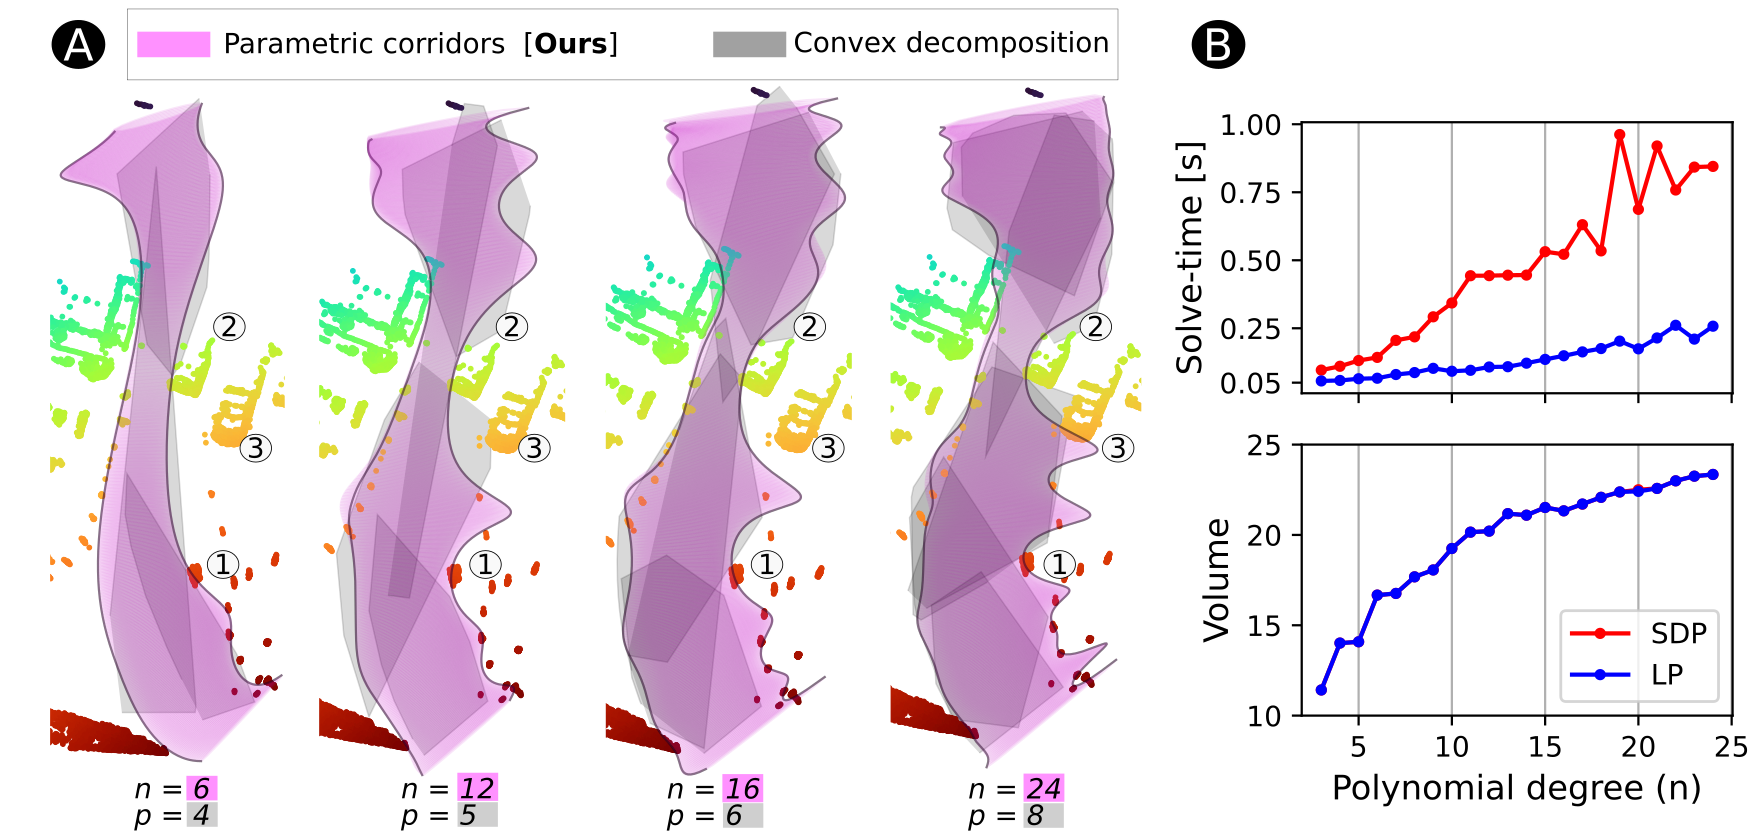 A
Parametric corridors [Ours]
Convex decomposition
2
3
1
n = 6
p = 4
2
3
1
n = 12
p = 5
2
3
1
n = 16
p = 6
2
3
1
n = 24
p = 8
B
Solve-time [s]
1.00
0.75
0.50
0.25
0.05
Volume
25
20
15
10
SDP
LP
5 10 15 20 25
Polynomial degree (n)